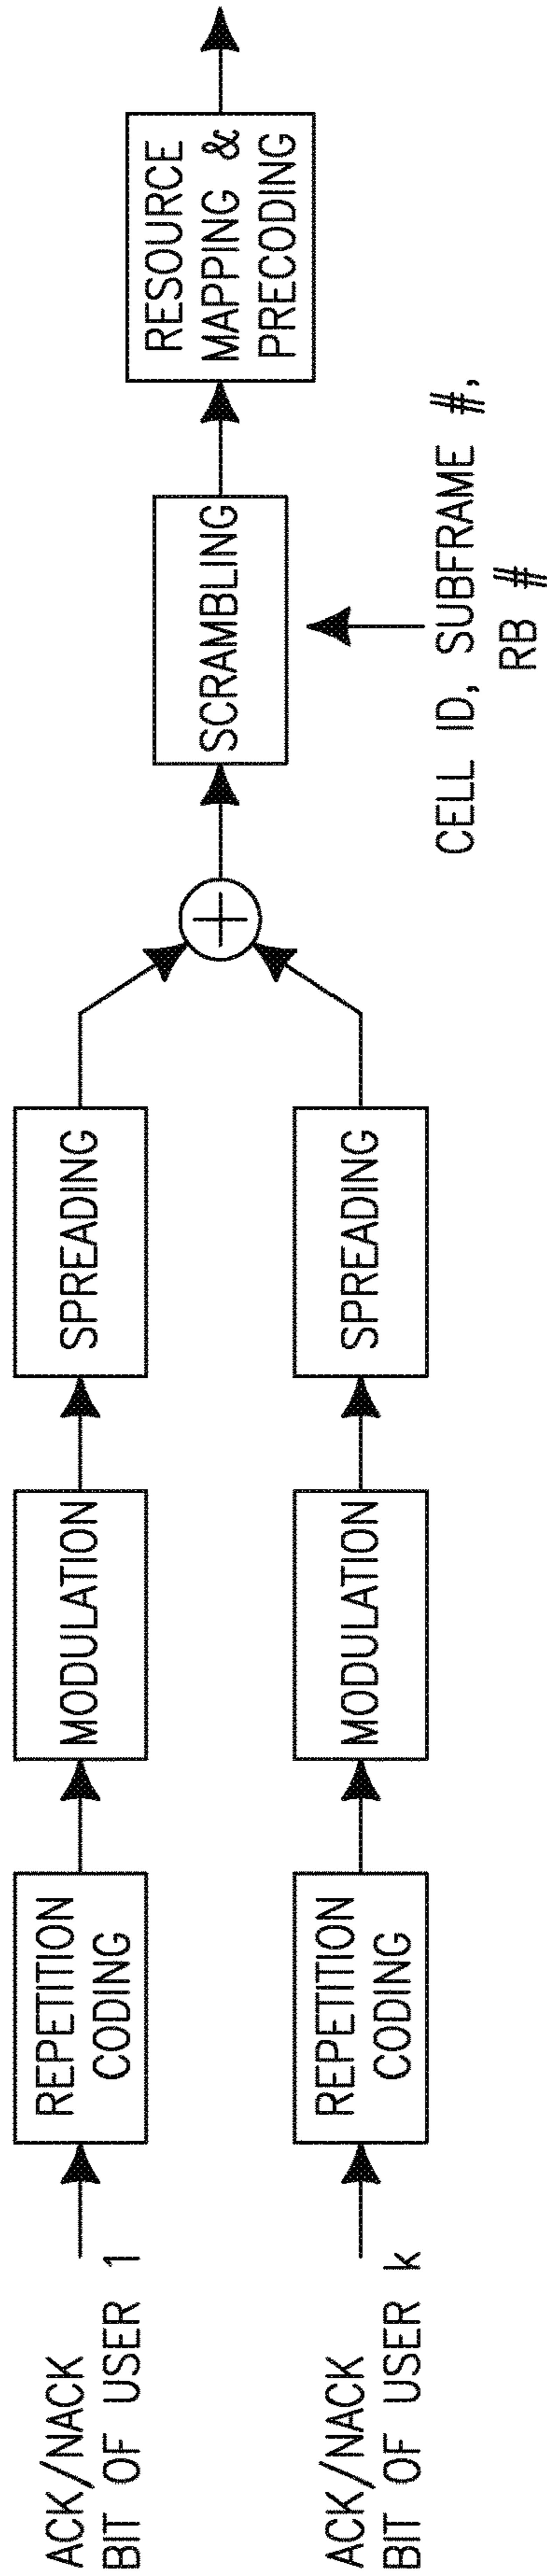 ACK/NACK
BIT OF USER 1
REPETITION
CODING
MODULATION
SPREADING
ACK/NACK
BIT OF USER k
REPETITION
CODING
MODULATION
SPREADING
+
SCRAMBLING
CELL ID, SUBFRAME #,
RB #
RESOURCE
MAPPING &
PRECODING